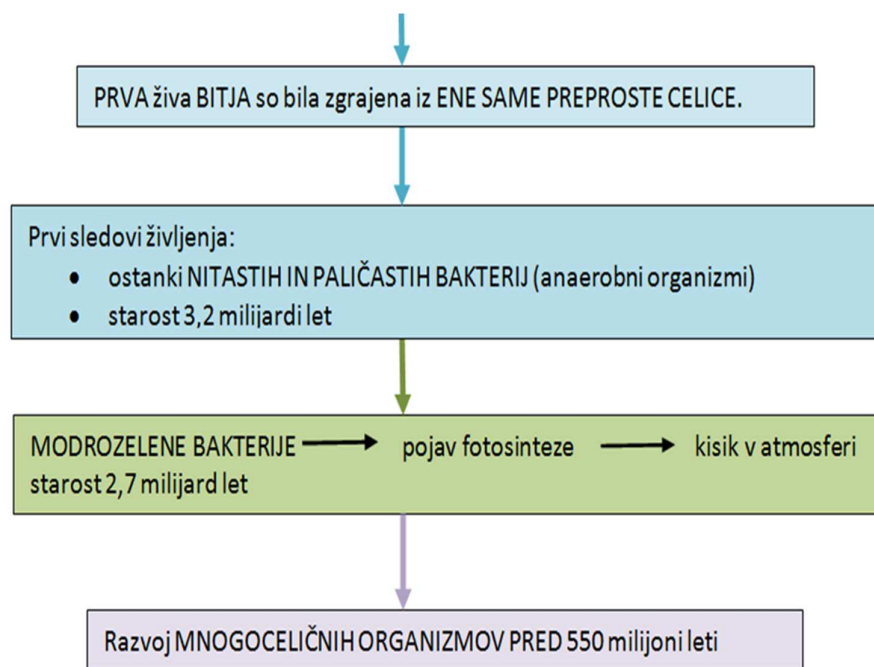 PRVA živa BITJA so bila zgrajena iz ENE SAME PREPROSTE CELICE.
Prvi sledovi življenja:
• ostanki NITASTIH IN PALIČASTIH BAKTERIJ (anaerobni organizmi)
• starost 3,2 milijardi let
MODROZELENE BAKTERIJE pojav fotosinteze kisik v atmosferi
starost 2,7 milijard let
Razvoj MNOGOCELIČNIH ORGANIZMOV PRED 550 milijoni leti